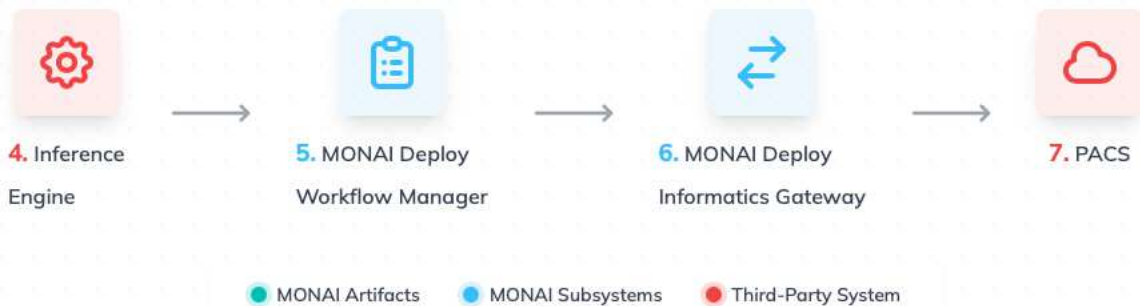 4. Inference
Engine
5. MONAI Deploy
Workflow Manager
6. MONAI Deploy
Informatics Gateway
7. PACS
MONAI Artifacts
MONAI Subsystems
Third-Party System